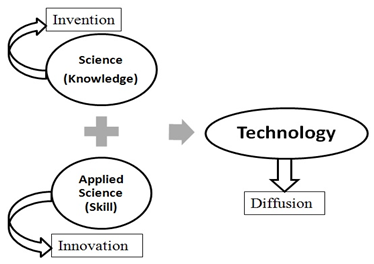 Invention
Science
(Knowledge)
Technology
Applied
Science
(Skill)
Diffusion
Innovation